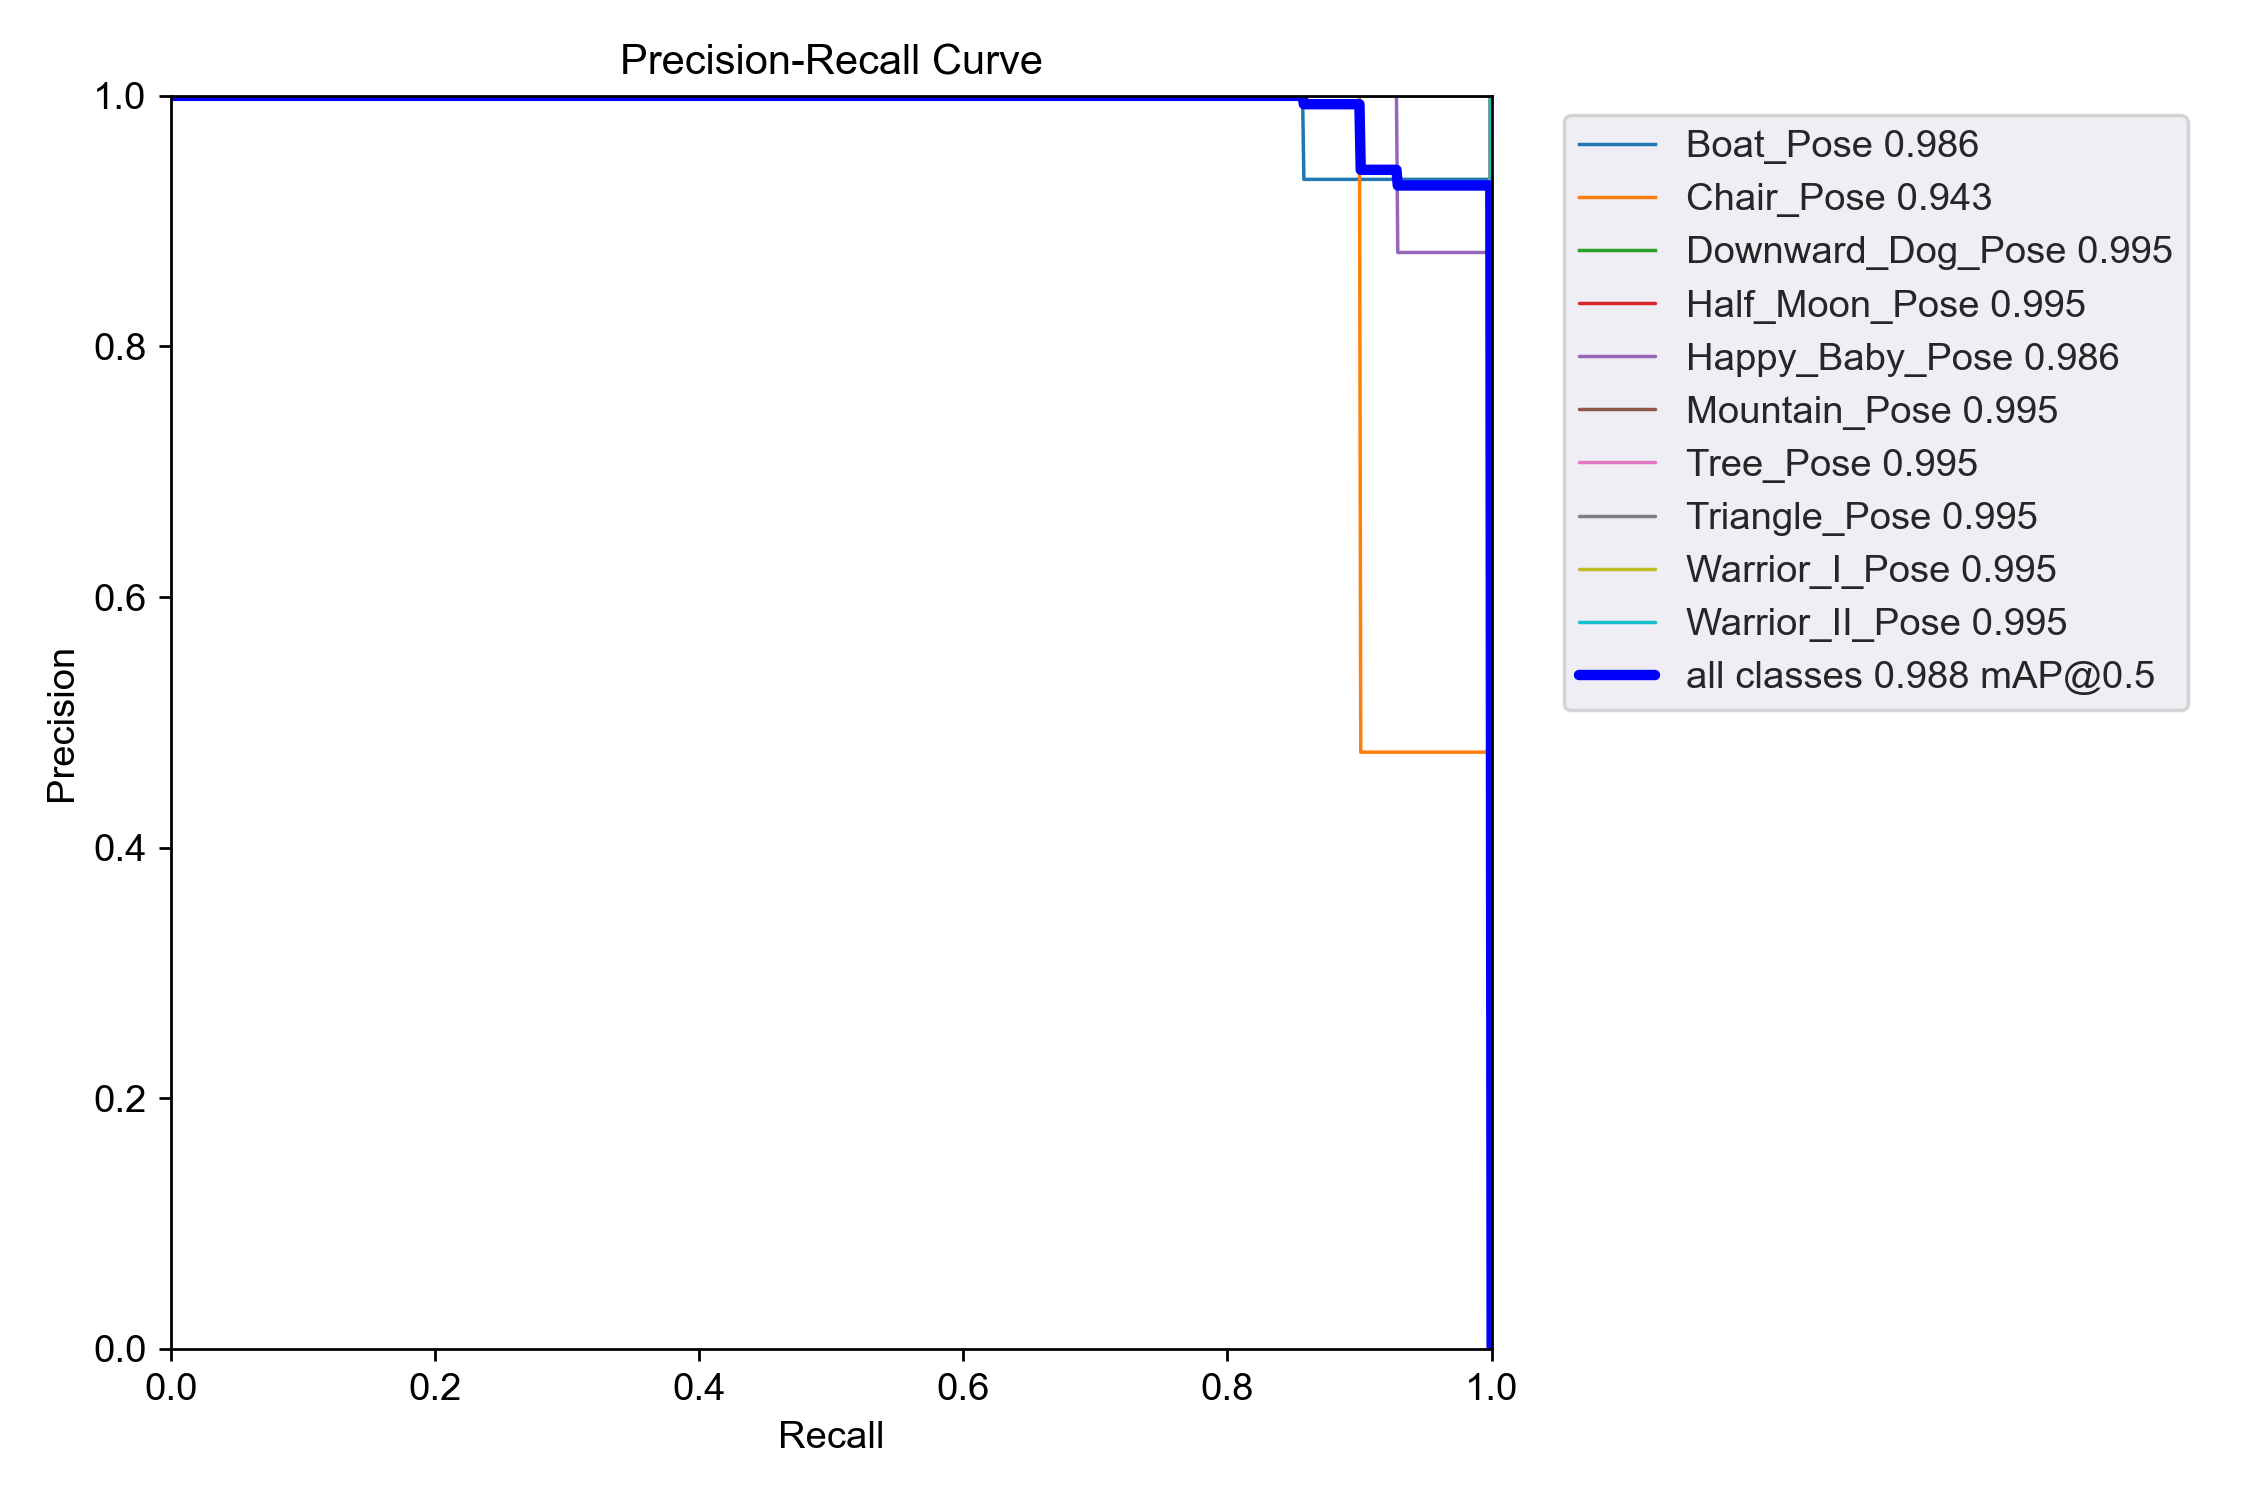 Precision-Recall Curve
1.0
0.8
0.6
0.4
0.2
0.0
Precision
0.0 0.2 0.4 0.6 0.8 1.0
Recall
Boat_Pose 0.986
Chair_Pose 0.943
Downward_Dog_Pose 0.995
Half_Moon_Pose 0.995
Happy_Baby_Pose 0.986
Mountain_Pose 0.995
Tree_Pose 0.995
Triangle_Pose 0.995
Warrior_I_Pose 0.995
Warrior_II_Pose 0.995
all classes 0.988 mAP@0.5